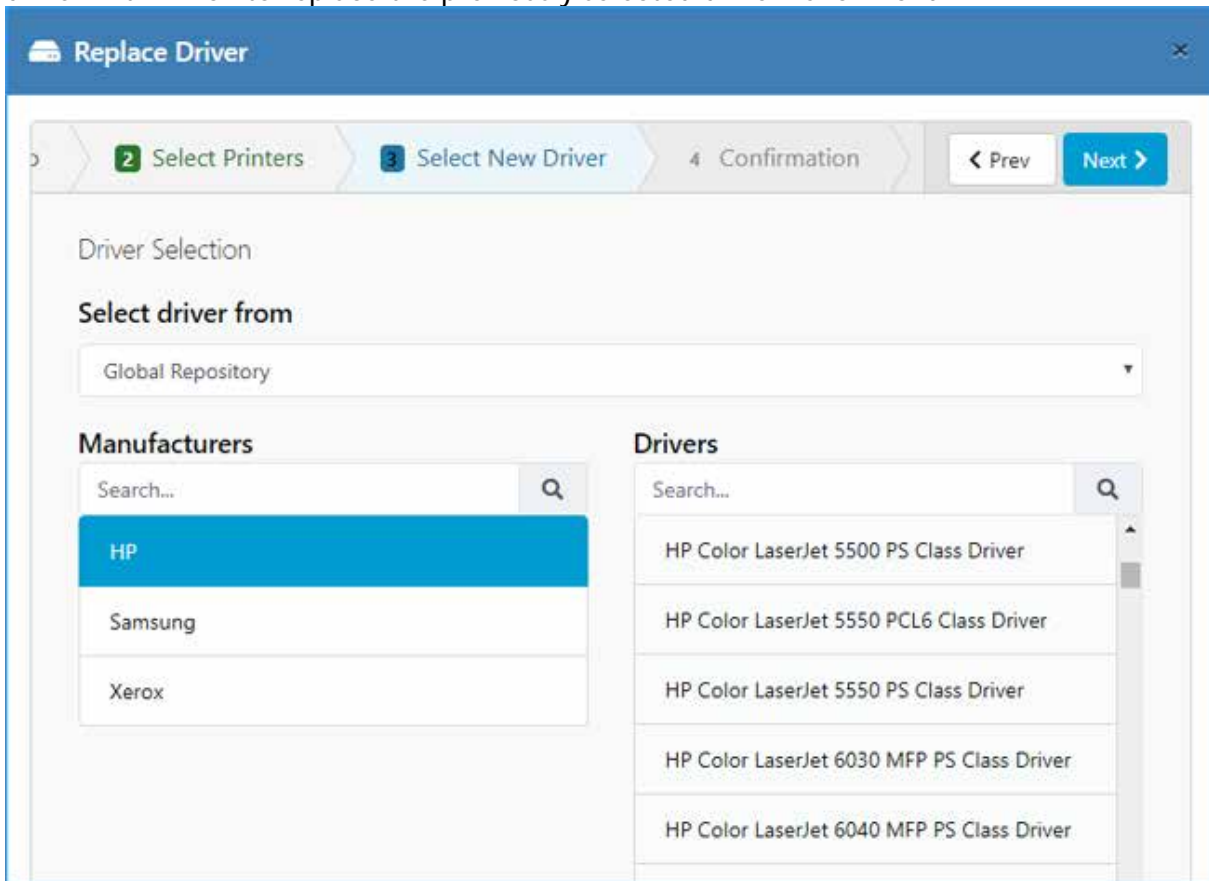 Replace Driver ×
2 Select Printers 3 Select New Driver 4 Confirmation Prev Next
Driver Selection
Select driver from
Global Repository
Manufacturers Drivers
Search... Search...
HP HP Color LaserJet 5500 PS Class Driver
Samsung HP Color LaserJet 5550 PCL6 Class Driver
Xerox HP Color LaserJet 5550 PS Class Driver
HP Color LaserJet 6030 MFP PS Class Driver
HP Color LaserJet 6040 MFP PS Class Driver